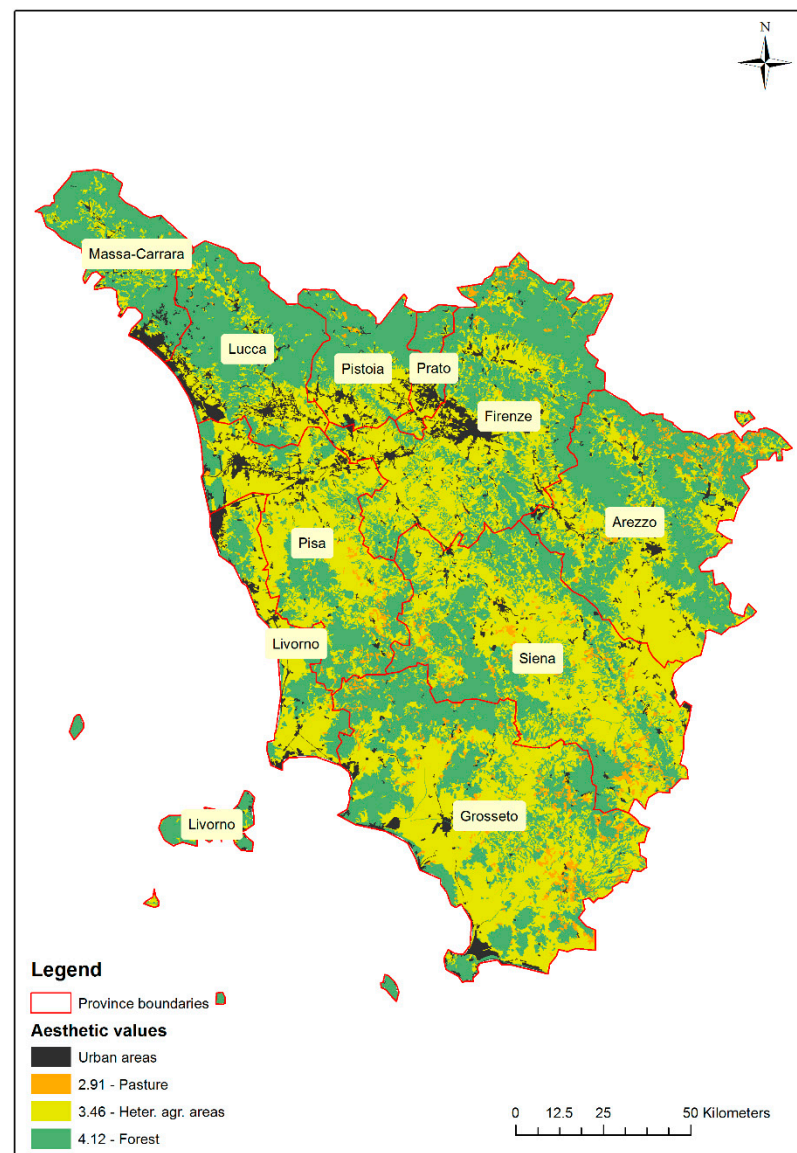 N
Massa-Carrara
Lucca
Pistoia
Prato
Firenze
Arezzo
Pisa
Livorno
Siena
Livorno
Grosseto
Legend
Province boundaries
Aesthetic values
Urban areas
2.91 - Pasture
3.46 - Heter. agr. areas
4.12 - Forest
0 12.5 25 50 Kilometers